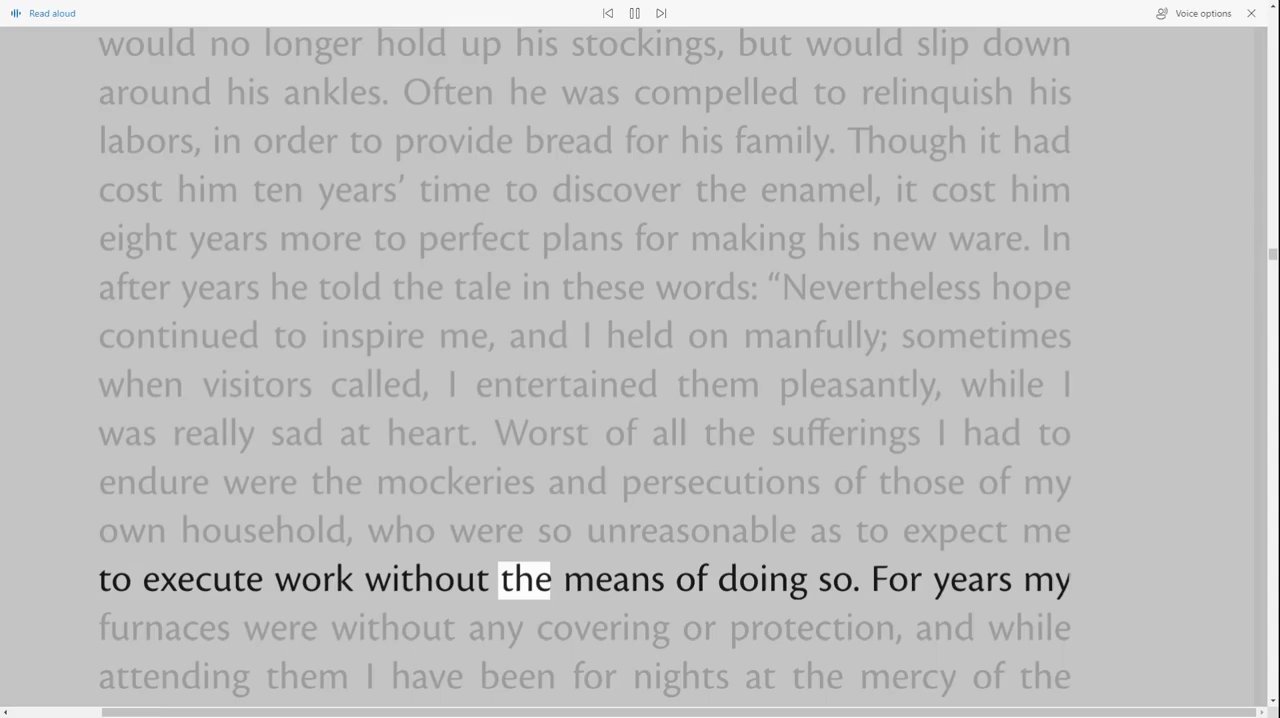 Read aloud
Voice options
would no longer hold up his stockings, but would slip down
around his ankles. Often he was compelled to relinquish his
labors, in order to provide bread for his family. Though it had
cost him ten years’ time to discover the enamel, it cost him
eight years more to perfect plans for making his new ware. In
after years he told the tale in these words: “Nevertheless hope
continued to inspire me, and I held on manfully; sometimes
when visitors called, I entertained them pleasantly, while I
was really sad at heart. Worst of all the sufferings I had to
endure were the mockeries and persecutions of those of my
own household, who were so unreasonable as to expect me
to execute work without the means of doing so. For years my
furnaces were without any covering or protection, and while
attending them I have been for nights at the mercy of the